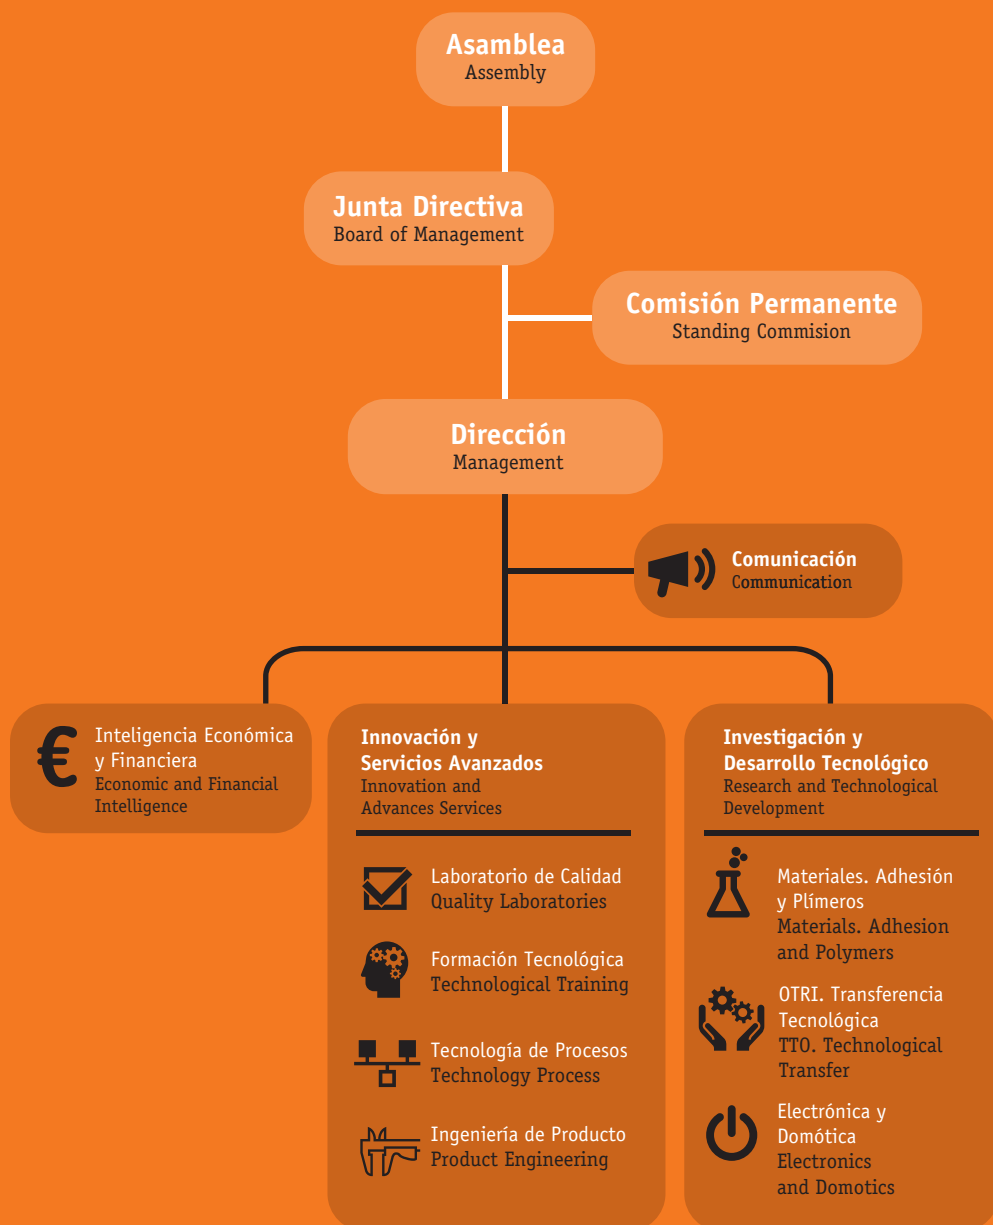 Asamblea
Assembly
Junta Directiva
Board of Management
Comisión Permanente
Standing Commision
Dirección
Management
Comunicación
Communication
€
Inteligencia Económica
y Financiera
Economic and Financial
Intelligence
Innovación y
Servicios Avanzados
Innovation and
Advances Services
Laboratorio de Calidad
Quality Laboratories
Formación Tecnológica
Technological Training
Tecnología de Procesos
Technology Process
Ingeniería de Producto
Product Engineering
Investigación y
Desarrollo Tecnológico
Research and Technological
Development
Materiales. Adhesión
y Plímeros
Materials. Adhesion
and Polymers
OTRI. Transferencia
Tecnológica
TTO. Technological
Transfer
Electrónica y
Domótica
Electronics
and Domotics